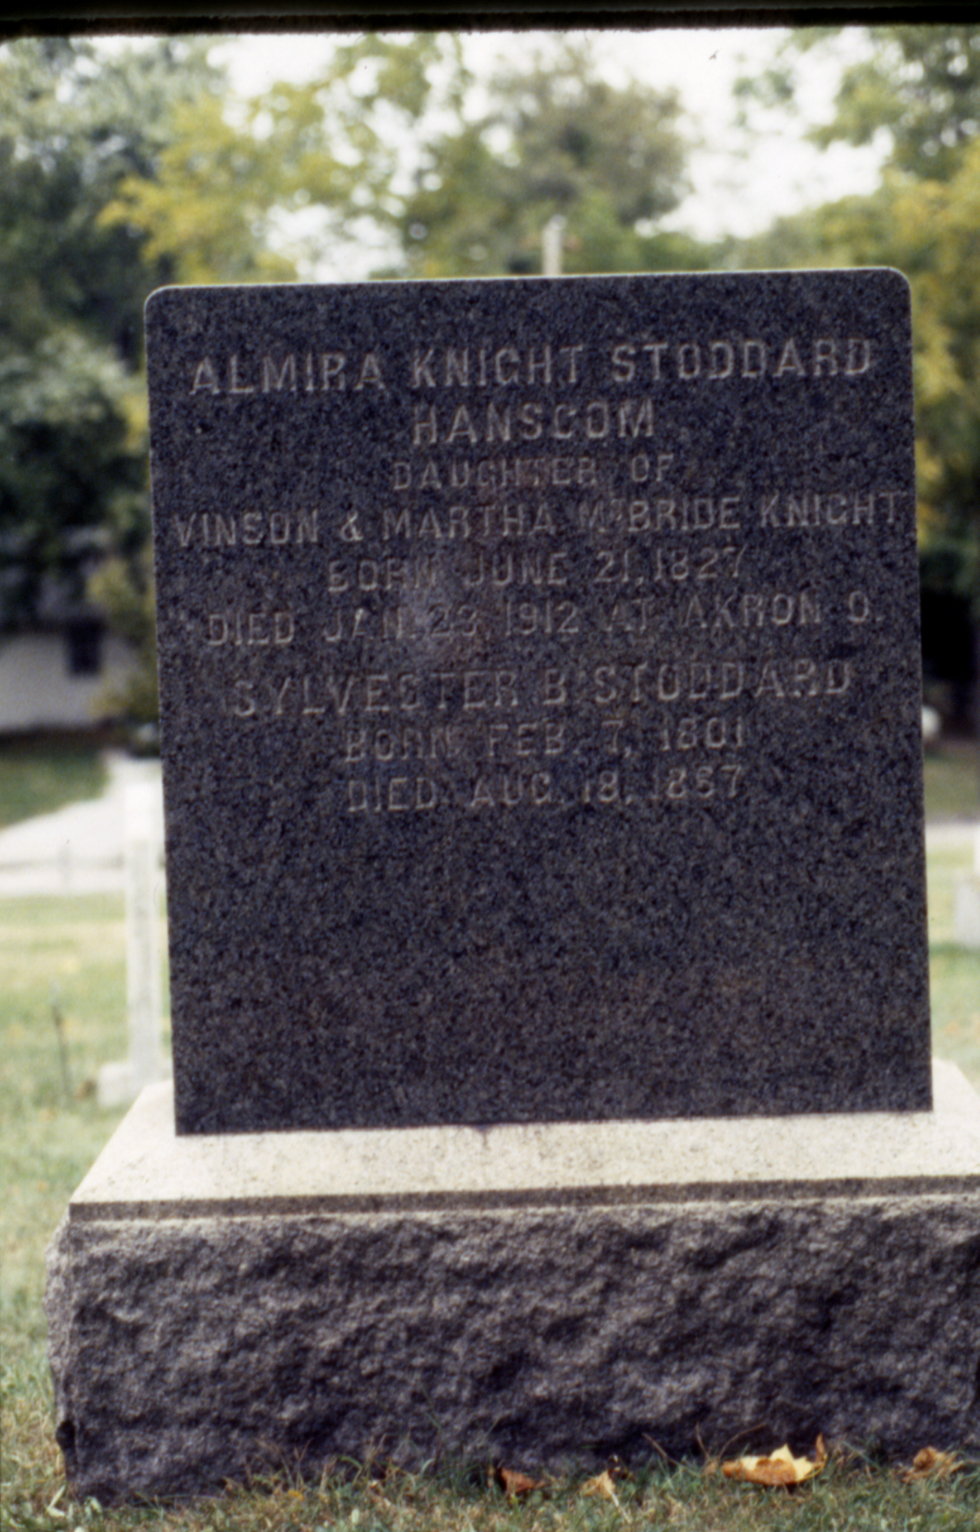 ALMIRA KNIGHT STODDARD
HANSCOM
DAUGHTER OF
VINSON & MARTHA McBRIDE KNIGHT
BORN JUNE 21, 1827
DIED JAN. 23 1912 AT AKRON O.
SYLVESTER B STODDARD
BORN FEB. 7, 1801
DIED AUG. 18, 1867